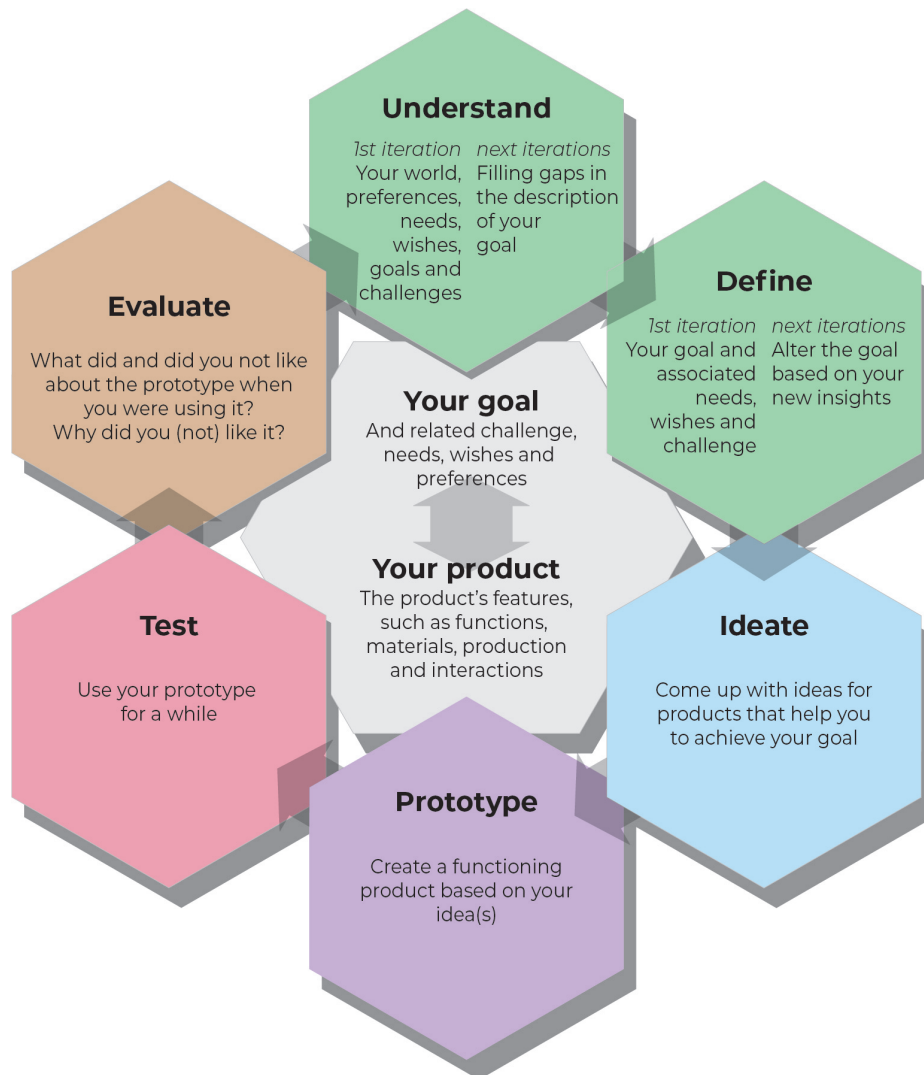 Understand
1st iteration
Your world,
preferences,
needs,
wishes,
goals and
challenges
next iterations
Filling gaps in
the description
of your
goal
Define
1st iteration
Your goal and
associated
needs,
wishes and
challenge
next iterations
Alter the goal
based on your
new insights
Ideate
Come up with ideas for
products that help you
to achieve your goal
Prototype
Create a functioning
product based on your
idea(s)
Test
Use your prototype
for a while
Evaluate
What did and did you not like
about the prototype when
you were using it?
Why did you (not) like it?
Your goal
And related challenge,
needs, wishes and
preferences
Your product
The product’s features,
such as functions,
materials, production
and interactions